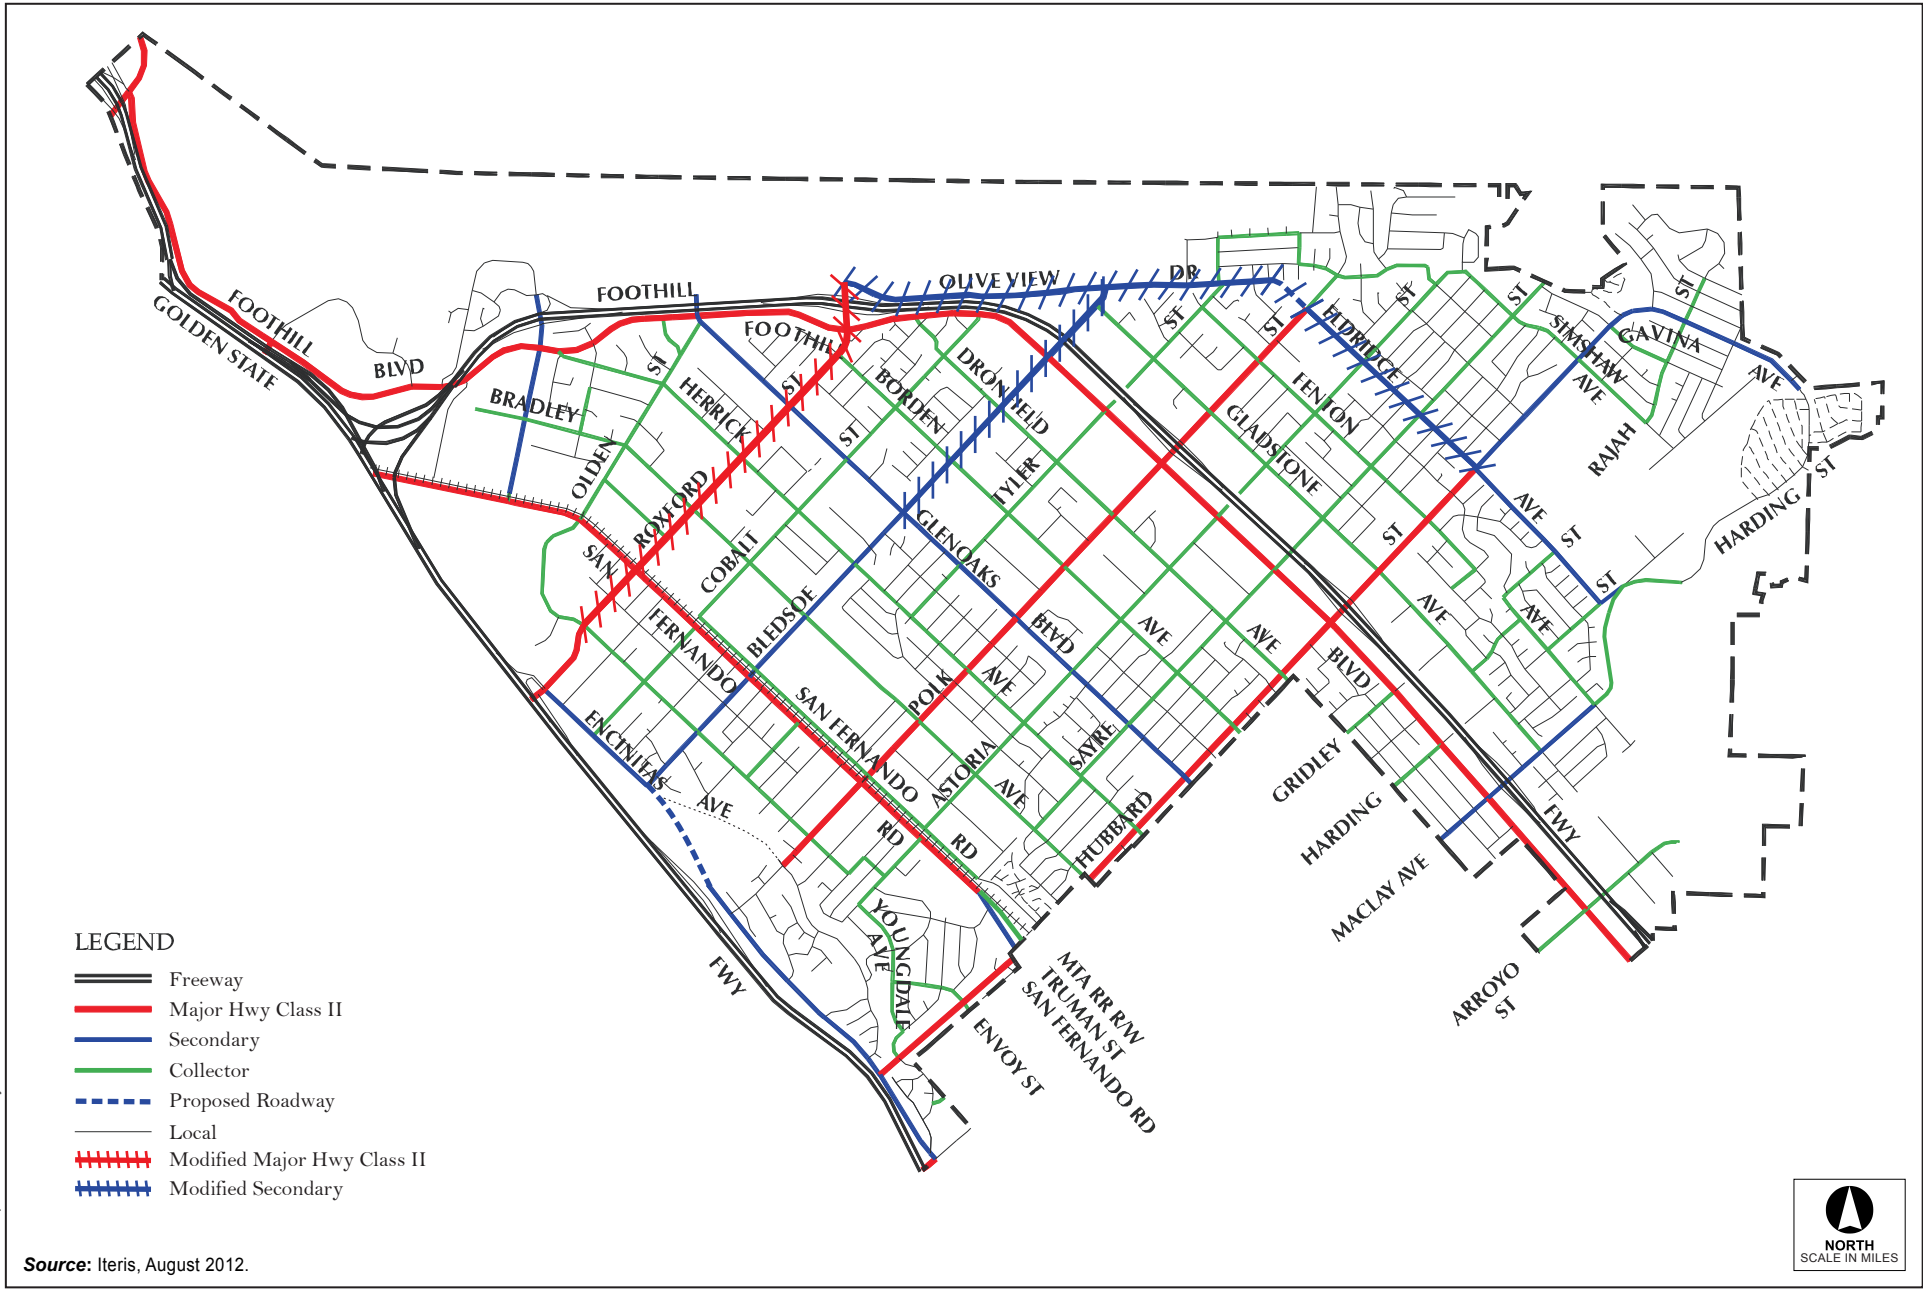 FOOTHILL
BLVD
GOLDEN STATE
FOOTHILL
FOOTHILL
OLIVE VIEW
DR
BRADLEY
OLDEN
ST
HERRICK
ST
ROXFORD
BORDEN
ST
COBALT
DRONFIELD
TYLER
ST
ST
ELDRIDGE
ST
ST
SIMSHAW
AVE
GAVINA
AVE
ST
RAJAH
FENTON
GLADSTONE
ST
AVE
ST
ST
AVE
AVE
HARDING
ST
SAN
FERNANDO
BLEDSOE
GLENOAKS
BLVD
AVE
AVE
AVE
BLVD
POLK
SAN FERNANDO
ASTORIA
AVE
SAYRE
HUBBARD
ENCINITAS
AVE
RD
RD
GRIDLEY
HARDING
MACLAY AVE
FWY
ARROYO
ST
YOUNGDALE
AVE
FWY
ENVOY ST
MTA RR R/W
TRUMAN ST
SAN FERNANDO RD
LEGEND
Freeway
Major Hwy Class II
Secondary
Collector
Proposed Roadway
Local
Modified Major Hwy Class II
Modified Secondary
Source: Iteris, August 2012.
NORTH
SCALE IN MILES